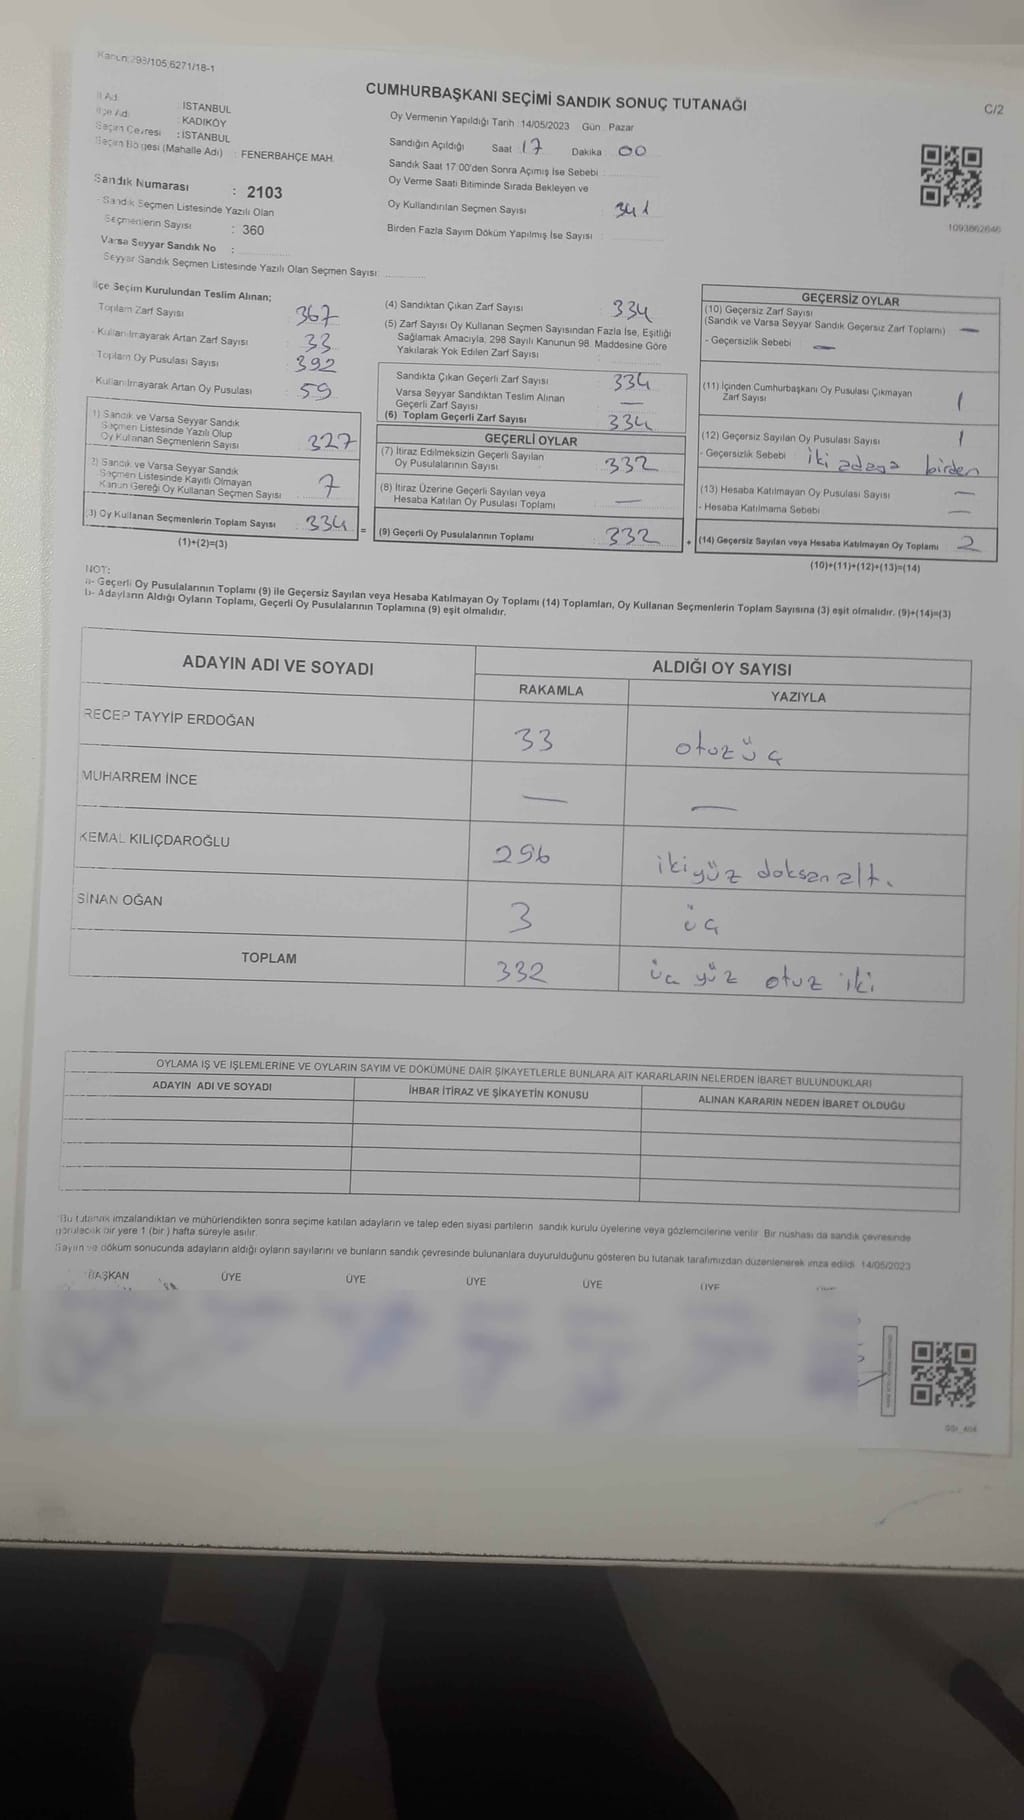 Kanun;298/105,6271/18-1
CUMHURBAŞKANI SEÇİMİ SANDIK SONUÇ TUTANAĞI
C/2
İl Adı : İSTANBUL
İlçe Adı : KADIKÖY
Seçim Çevresi : İSTANBUL
Seçim Bölgesi (Mahalle Adı) : FENERBAHÇE MAH.
Sandık Numarası : 2103
Sandık Seçmen Listesinde Yazılı Olan
Seçmenlerin Sayısı : 360
Varsa Seyyar Sandık No :
Seyyar Sandık Seçmen Listesinde Yazılı Olan Seçmen Sayısı:
Oy Vermenin Yapıldığı Tarih :14/05/2023 Gün : Pazar
Sandığın Açıldığı Saat 17 Dakika 00
Sandık Saat 17:00'den Sonra Açımış İse Sebebi :
Oy Verme Saati Bitiminde Sırada Bekleyen ve
Oy Kullandırılan Seçmen Sayısı : 341
Birden Fazla Sayım Döküm Yapılmış İse Sayısı :
1093862646
İlçe Seçim Kurulundan Teslim Alınan;
Toplam Zarf Sayısı : 367
Kullanılmayarak Artan Zarf Sayısı : 33
Toplam Oy Pusulası Sayısı : 392
Kullanılmayarak Artan Oy Pusulası : 59
1) Sandık ve Varsa Seyyar Sandık
Seçmen Listesinde Yazılı Olup
Oy Kullanan Seçmenlerin Sayısı : 327
2) Sandık ve Varsa Seyyar Sandık
Seçmen Listesinde Kayıtlı Olmayan
Kanun Gereği Oy Kullanan Seçmen Sayısı : 7
3) Oy Kullanan Seçmenlerin Toplam Sayısı : 334 =
(1)+(2)=(3)
(4) Sandıktan Çıkan Zarf Sayısı : 334
(5) Zarf Sayısı Oy Kullanan Seçmen Sayısından Fazla İse, Eşitliği
Sağlamak Amacıyla; 298 Sayılı Kanunun 98. Maddesine Göre
Yakılarak Yok Edilen Zarf Sayısı :
Sandıkta Çıkan Geçerli Zarf Sayısı : 334
Varsa Seyyar Sandıktan Teslim Alınan
Geçerli Zarf Sayısı : —
(6) Toplam Geçerli Zarf Sayısı : 334
GEÇERLİ OYLAR
(7) İtiraz Edilmeksizin Geçerli Sayılan
Oy Pusulalarının Sayısı : 332
(8) İtiraz Üzerine Geçerli Sayılan veya
Hesaba Katılan Oy Pusulası Toplamı : —
(9) Geçerli Oy Pusulalarının Toplamı : 332 +
GEÇERSİZ OYLAR
(10) Geçersiz Zarf Sayısı : —
(Sandık ve Varsa Seyyar Sandık Geçersiz Zarf Toplamı)
- Geçersizlik Sebebi : —
(11) İçinden Cumhurbaşkanı Oy Pusulası Çıkmayan
Zarf Sayısı : 1
(12) Geçersiz Sayılan Oy Pusulası Sayısı : 1
- Geçersizlik Sebebi : iki adaya birden
(13) Hesaba Katılmayan Oy Pusulası Sayısı : —
- Hesaba Katılmama Sebebi : —
(14) Geçersiz Sayılan veya Hesaba Katılmayan Oy Toplamı : 2
(10)+(11)+(12)+(13)=(14)
NOT:
a- Geçerli Oy Pusulalarının Toplamı (9) ile Geçersiz Sayılan veya Hesaba Katılmayan Oy Toplamı (14) Toplamları, Oy Kullanan Seçmenlerin Toplam Sayısına (3) eşit olmalıdır. (9)+(14)=(3)
b- Adayların Aldığı Oyların Toplamı, Geçerli Oy Pusulalarının Toplamına (9) eşit olmalıdır.
ADAYIN ADI VE SOYADI ALDIĞI OY SAYISI
RAKAMLA YAZIYLA
RECEP TAYYİP ERDOĞAN 33 otuz üç
MUHARREM İNCE — —
KEMAL KILIÇDAROĞLU 296 ikiyüz doksan altı
SİNAN OĞAN 3 üç
TOPLAM 332 üç yüz otuz iki
OYLAMA İŞ VE İŞLEMLERİNE VE OYLARIN SAYIM VE DÖKÜMÜNE DAİR ŞİKAYETLERLE BUNLARA AİT KARARLARIN NELERDEN İBARET BULUNDUKLARI
ADAYIN ADI VE SOYADI İHBAR İTİRAZ VE ŞİKAYETİN KONUSU ALINAN KARARIN NEDEN İBARET OLDUĞU
*Bu tutanak imzalandıktan ve mühürlendikten sonra seçime katılan adayların ve talep eden siyasi partilerin sandık kurulu üyelerine veya gözlemcilerine verilir. Bir nushası da sandık çevresinde
görülecek bir yere 1 (bir ) hafta süreyle asılır.
Sayım ve döküm sonucunda adayların aldığı oyların sayılarını ve bunların sandık çevresinde bulunanlara duyurulduğunu gösteren bu tutanak tarafımızdan düzenlenerek imza edildi. 14/05/2023
BAŞKAN ÜYE ÜYE ÜYE ÜYE ÜYE